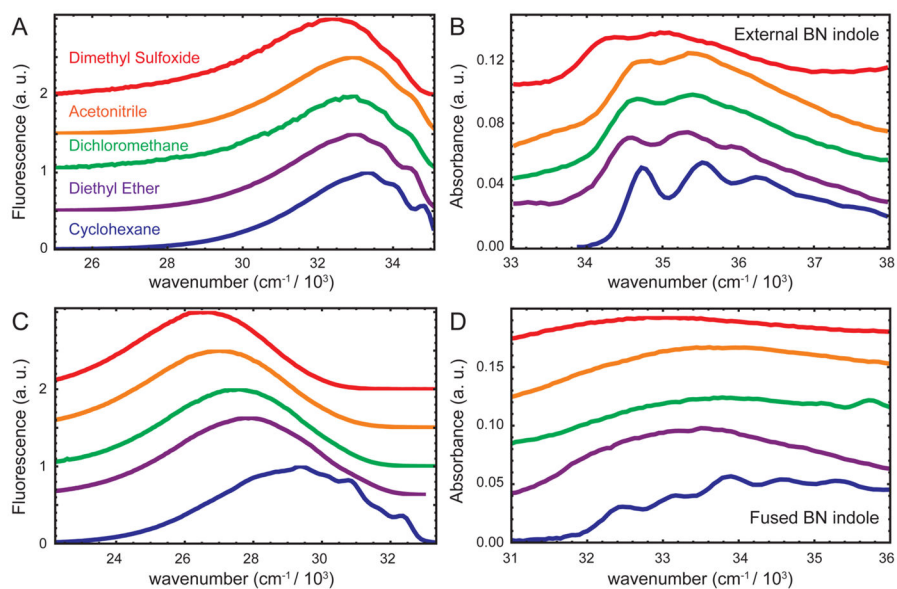 A
Fluorescence (a. u.)
2
1
0
Dimethyl Sulfoxide
Acetonitrile
Dichloromethane
Diethyl Ether
Cyclohexane
26 28 30 32 34
wavenumber (cm⁻¹ / 10³)
B
External BN indole
Absorbance (a. u.)
0.12
0.08
0.04
0.00
33 34 35 36 37 38
wavenumber (cm⁻¹ / 10³)
C
Fluorescence (a. u.)
2
1
0
24 26 28 30 32
wavenumber (cm⁻¹ / 10³)
D
Absorbance (a. u.)
0.15
0.10
0.05
0.00
Fused BN indole
31 32 33 34 35 36
wavenumber (cm⁻¹ / 10³)